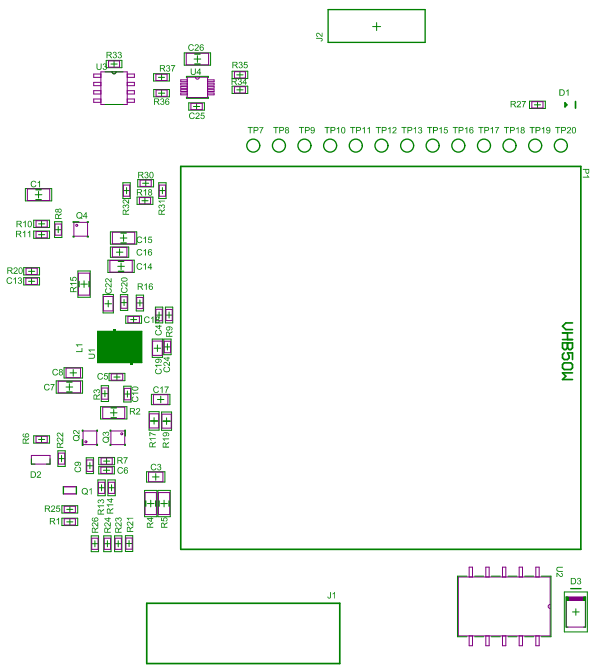 J2
C26
R33
U3
R37
U4
R35
R34
R36
C25
D1
R27
TP7 TP8 TP9 TP10 TP11 TP12 TP13 TP15 TP16 TP17 TP18 TP19 TP20
P1
C1
R30
R18
R32
R31
R8
Q4
R10
R11
C15
C16
C14
R20
C13
R15
C22
C20
R16
C4
R9
VHB50W
L1
U1
C19
C24
C8
C5
C7
R3
C10
C17
R2
R6
R22
Q2
Q3
R17
R19
D2
C9
R7
C6
C3
Q1
R13
R14
R25
R1
R4
R5
R26
R24
R23
R21
U2
D3
J1